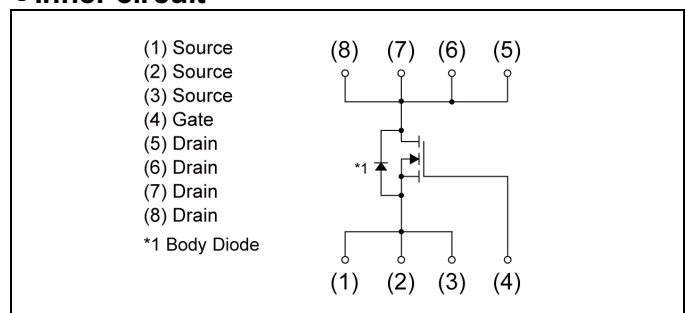 Inner circuit
(1) Source
(2) Source
(3) Source
(4) Gate
(5) Drain
(6) Drain
(7) Drain
(8) Drain
*1 Body Diode
(8) (7) (6) (5)
*1
(1) (2) (3) (4)